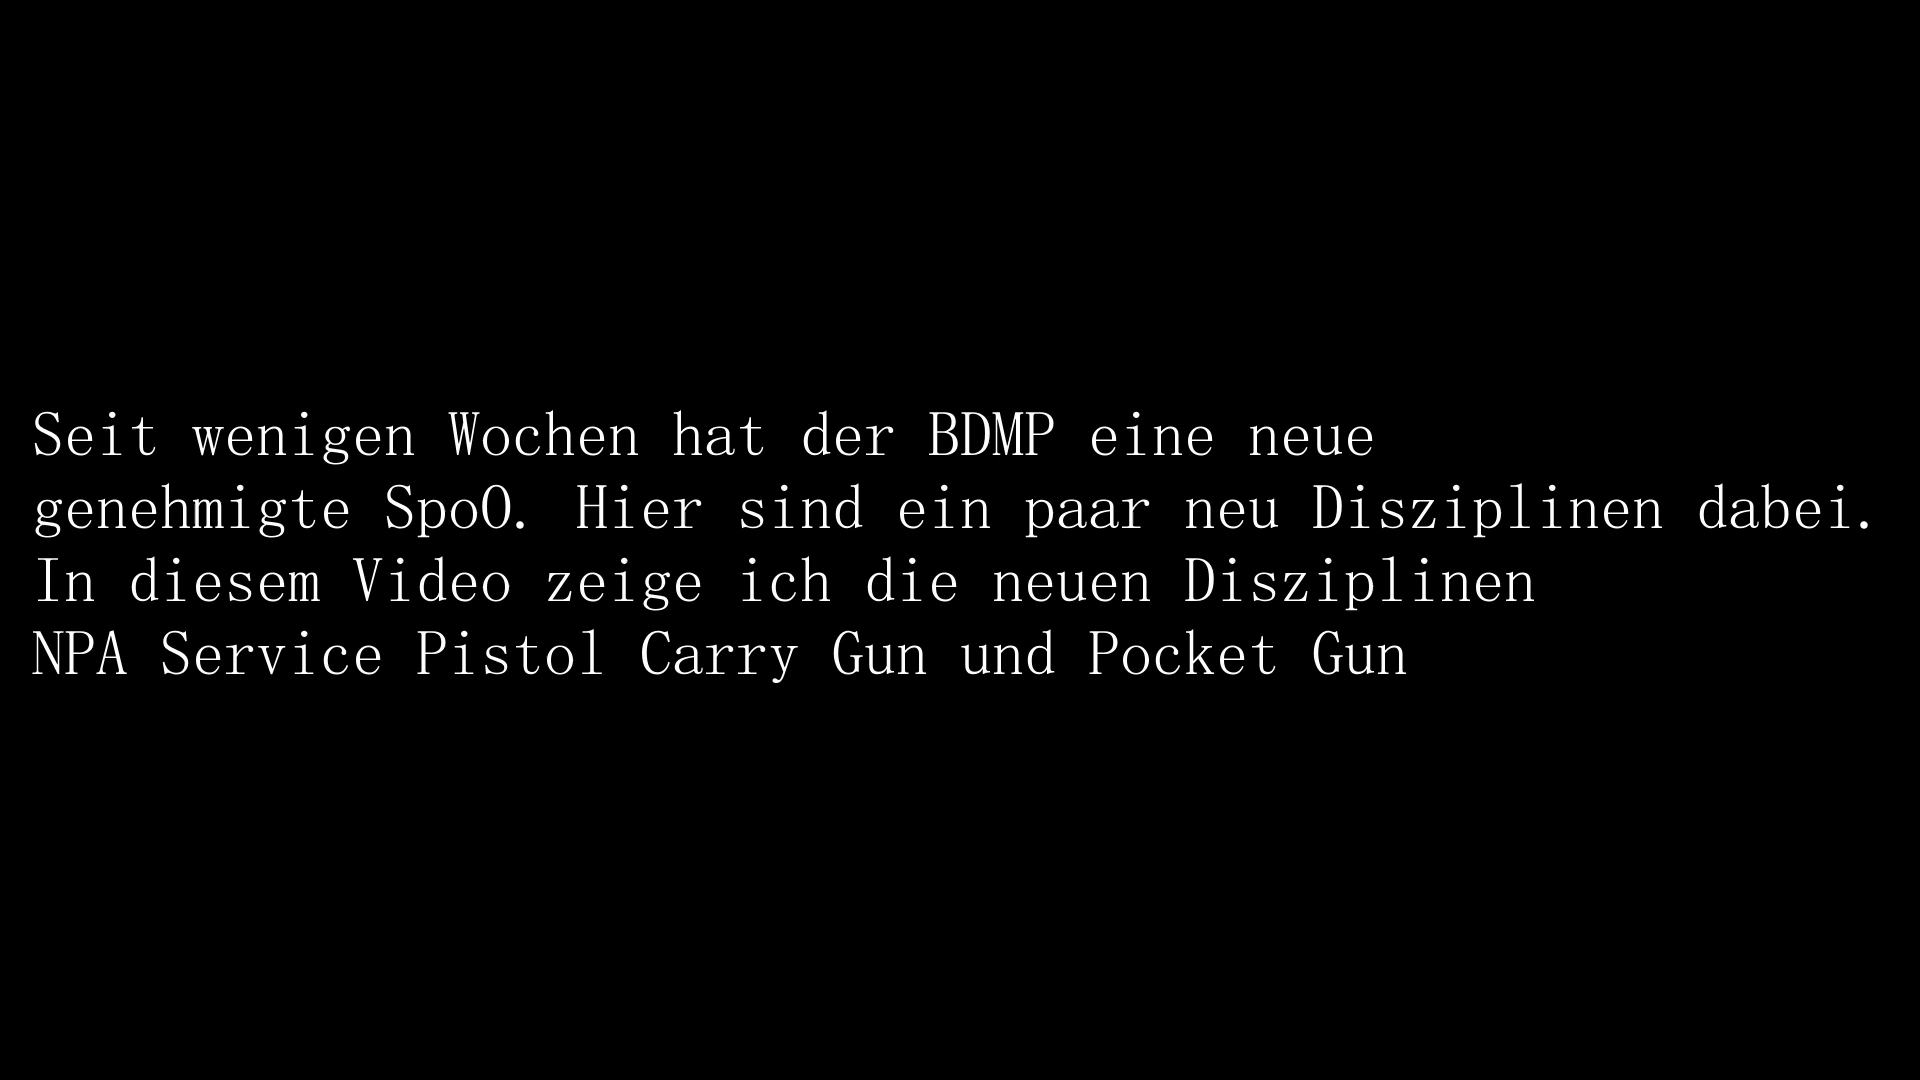 Seit wenigen Wochen hat der BDMP eine neue
genehmigte SpoO. Hier sind ein paar neu Disziplinen dabei.
In diesem Video zeige ich die neuen Disziplinen
NPA Service Pistol Carry Gun und Pocket Gun